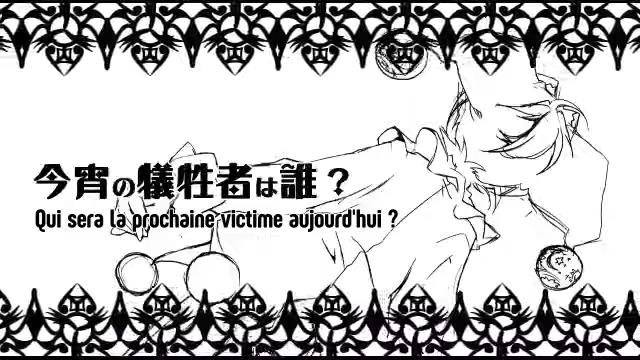 今宵の犠牲者は誰？
Qui sera la prochaine victime aujourd'hui ?